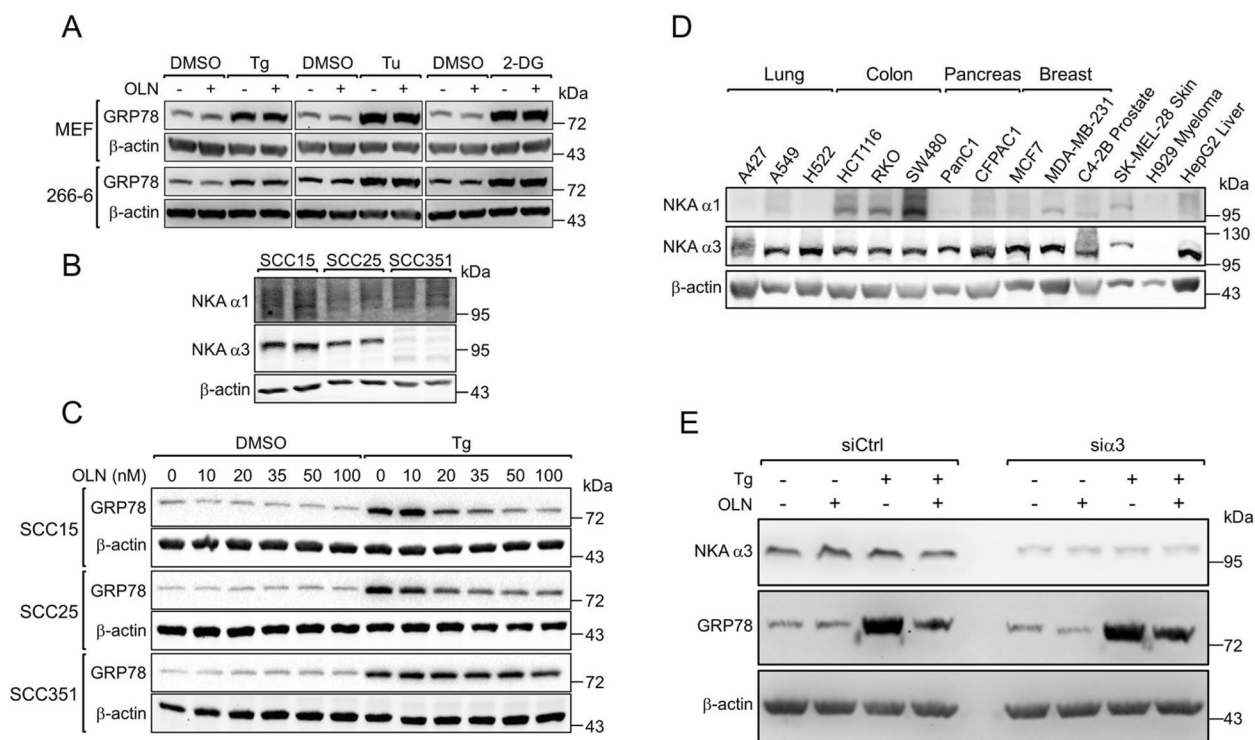 A
DMSO Tg DMSO Tu DMSO 2-DG
OLN - + - + - + - + - + - + kDa
MEF
GRP78 72
β-actin 43
266-6
GRP78 72
β-actin 43
B
SCC15 SCC25 SCC351 kDa
NKA α1 95
NKA α3 95
β-actin 43
C
DMSO Tg
OLN (nM) 0 10 20 35 50 100 0 10 20 35 50 100 kDa
SCC15
GRP78 72
β-actin 43
SCC25
GRP78 72
β-actin 43
SCC351
GRP78 72
β-actin 43
D
Lung Colon Pancreas Breast
A427 A549 H522 HCT116 RKO SW480 PanC1 CFPAC1 MCF7 MDA-MB-231 C4-2B Prostate SK-MEL-28 Skin H929 Myeloma HepG2 Liver
kDa
NKA α1 95
130
NKA α3
95
β-actin 43
E
siCtrl siα3
Tg - - + + - - + +
OLN - + - + - + - + kDa
NKA α3 95
GRP78 72
β-actin 43